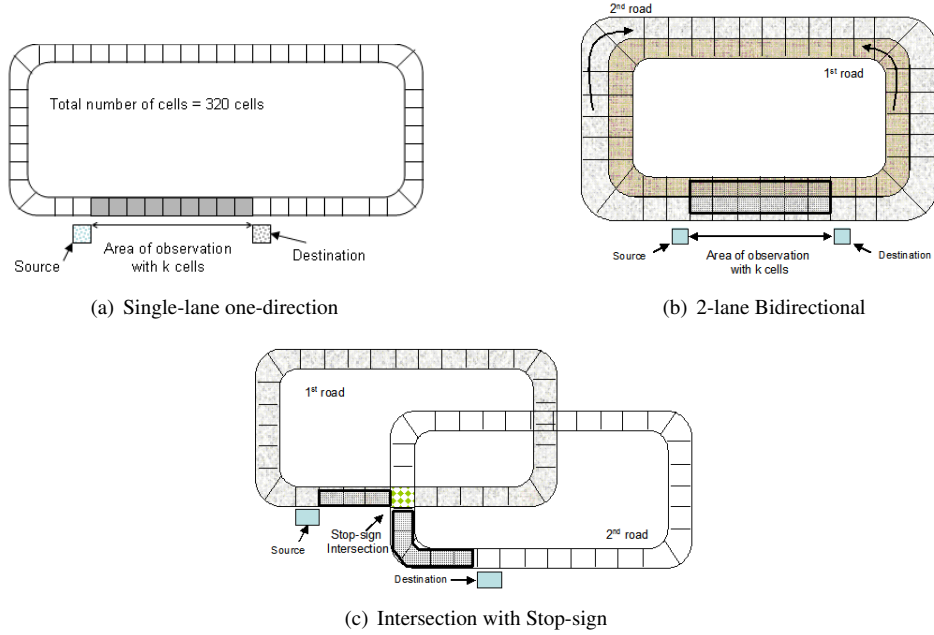 Total number of cells = 320 cells
Source
Area of observation
with k cells
Destination
(a) Single-lane one-direction
2nd road
1st road
Source
Area of observation
with k cells
Destination
(b) 2-lane Bidirectional
1st road
2nd road
Source
Stop-sign
Intersection
Destination
(c) Intersection with Stop-sign